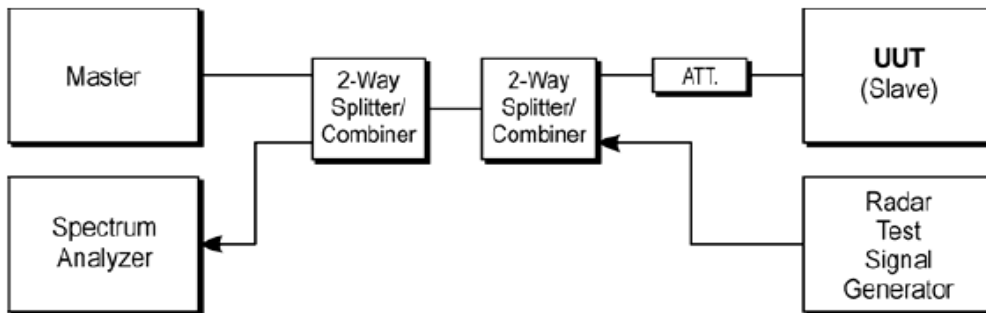 Master
2-Way
Splitter/
Combiner
2-Way
Splitter/
Combiner
ATT.
UUT
(Slave)
Spectrum
Analyzer
Radar
Test
Signal
Generator